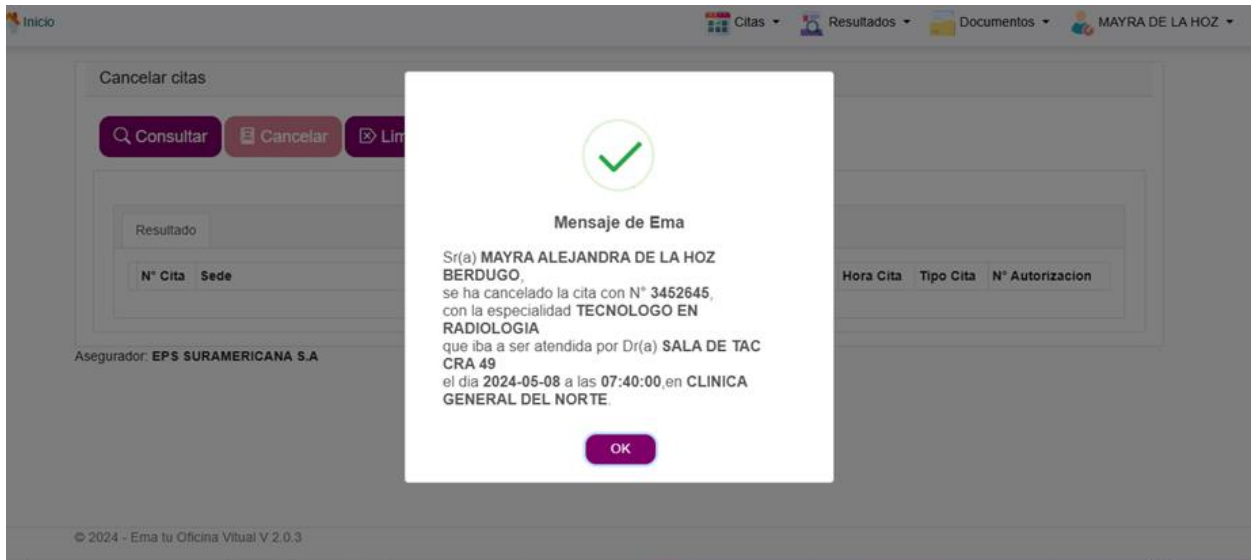 Inicio
Citas
Resultados
Documentos
MAYRA DE LA HOZ
Cancelar citas
Consultar
Cancelar
Mensaje de Ema
Sr(a) MAYRA ALEJANDRA DE LA HOZ
BERDUGO,
se ha cancelado la cita con N° 3452645,
con la especialidad TECNOLOGO EN
RADIOLOGIA
que iba a ser atendida por Dr(a) SALA DE TAC
CRA 49
el dia 2024-05-08 a las 07:40:00,en CLINICA
GENERAL DEL NORTE.
OK
Resultado
N° Cita Sede Hora Cita Tipo Cita N° Autorizacion
Asegurador: EPS SURAMERICANA S.A
© 2024 - Ema tu Oficina Vitual V 2.0.3